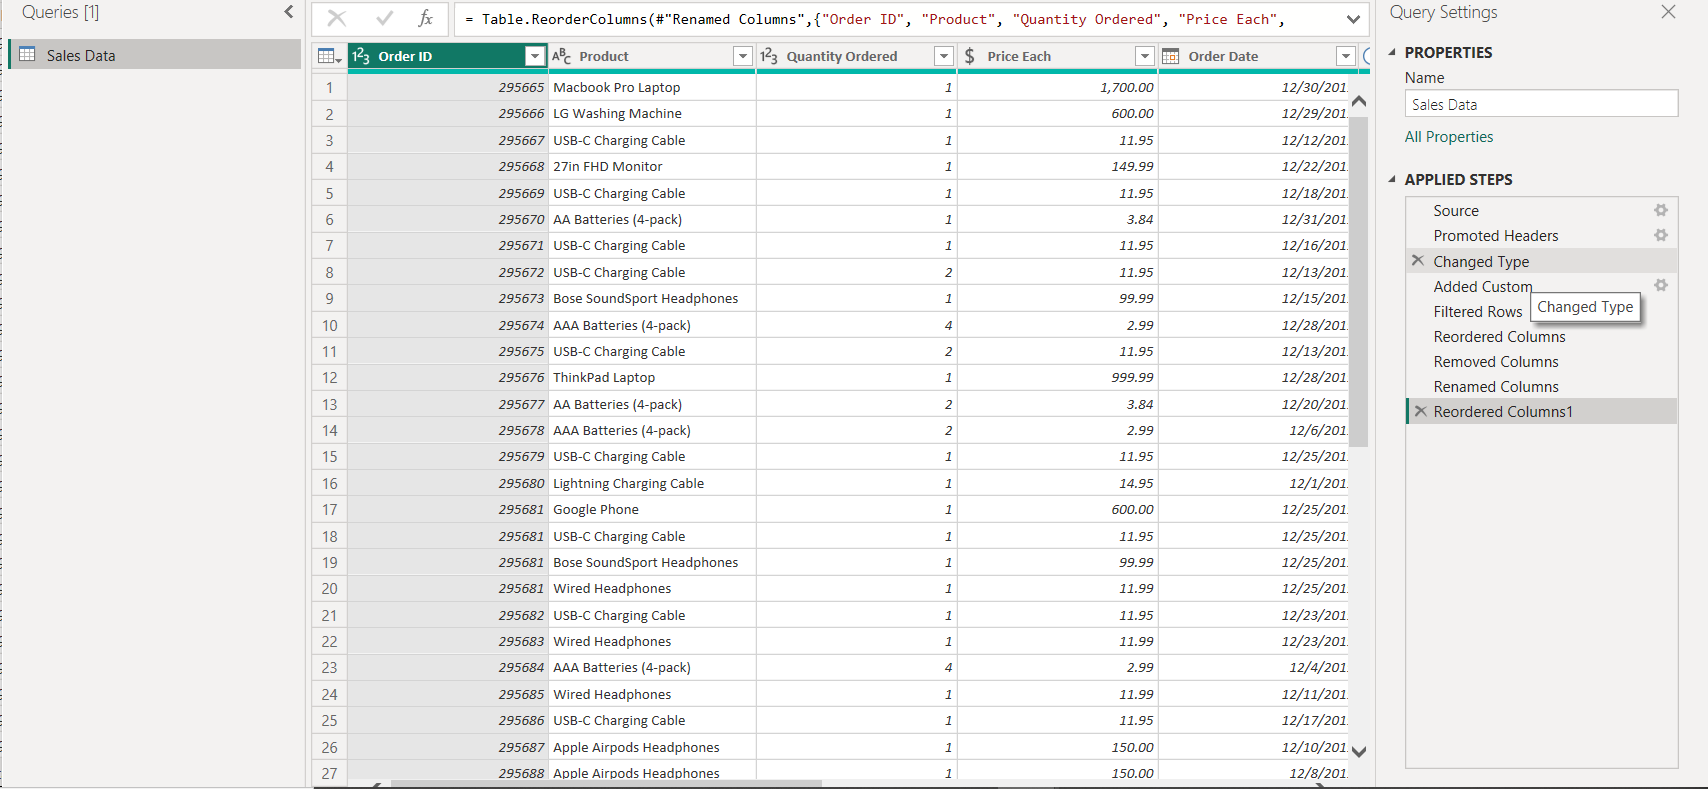 Queries [1]
Sales Data
fx
= Table.ReorderColumns(#"Renamed Columns",{"Order ID", "Product", "Quantity Ordered", "Price Each",
123 Order ID ABC Product 123 Quantity Ordered $ Price Each Order Date
1 295665 Macbook Pro Laptop 1 1,700.00 12/30/201
2 295666 LG Washing Machine 1 600.00 12/29/201
3 295667 USB-C Charging Cable 1 11.95 12/12/201
4 295668 27in FHD Monitor 1 149.99 12/22/201
5 295669 USB-C Charging Cable 1 11.95 12/18/201
6 295670 AA Batteries (4-pack) 1 3.84 12/31/201
7 295671 USB-C Charging Cable 1 11.95 12/16/201
8 295672 USB-C Charging Cable 2 11.95 12/13/201
9 295673 Bose SoundSport Headphones 1 99.99 12/15/201
10 295674 AAA Batteries (4-pack) 4 2.99 12/28/201
11 295675 USB-C Charging Cable 2 11.95 12/13/201
12 295676 ThinkPad Laptop 1 999.99 12/28/201
13 295677 AA Batteries (4-pack) 2 3.84 12/20/201
14 295678 AAA Batteries (4-pack) 2 2.99 12/6/201
15 295679 USB-C Charging Cable 1 11.95 12/25/201
16 295680 Lightning Charging Cable 1 14.95 12/1/201
17 295681 Google Phone 1 600.00 12/25/201
18 295681 USB-C Charging Cable 1 11.95 12/25/201
19 295681 Bose SoundSport Headphones 1 99.99 12/25/201
20 295681 Wired Headphones 1 11.99 12/25/201
21 295682 USB-C Charging Cable 1 11.95 12/23/201
22 295683 Wired Headphones 1 11.99 12/23/201
23 295684 AAA Batteries (4-pack) 4 2.99 12/4/201
24 295685 Wired Headphones 1 11.99 12/11/201
25 295686 USB-C Charging Cable 1 11.95 12/17/201
26 295687 Apple Airpods Headphones 1 150.00 12/10/201
27 295688 Apple Airpods Headphones 1 150.00 12/8/201
Query Settings
PROPERTIES
Name
Sales Data
All Properties
APPLIED STEPS
Source
Promoted Headers
Changed Type
Added Custom
Changed Type
Filtered Rows
Reordered Columns
Removed Columns
Renamed Columns
Reordered Columns1